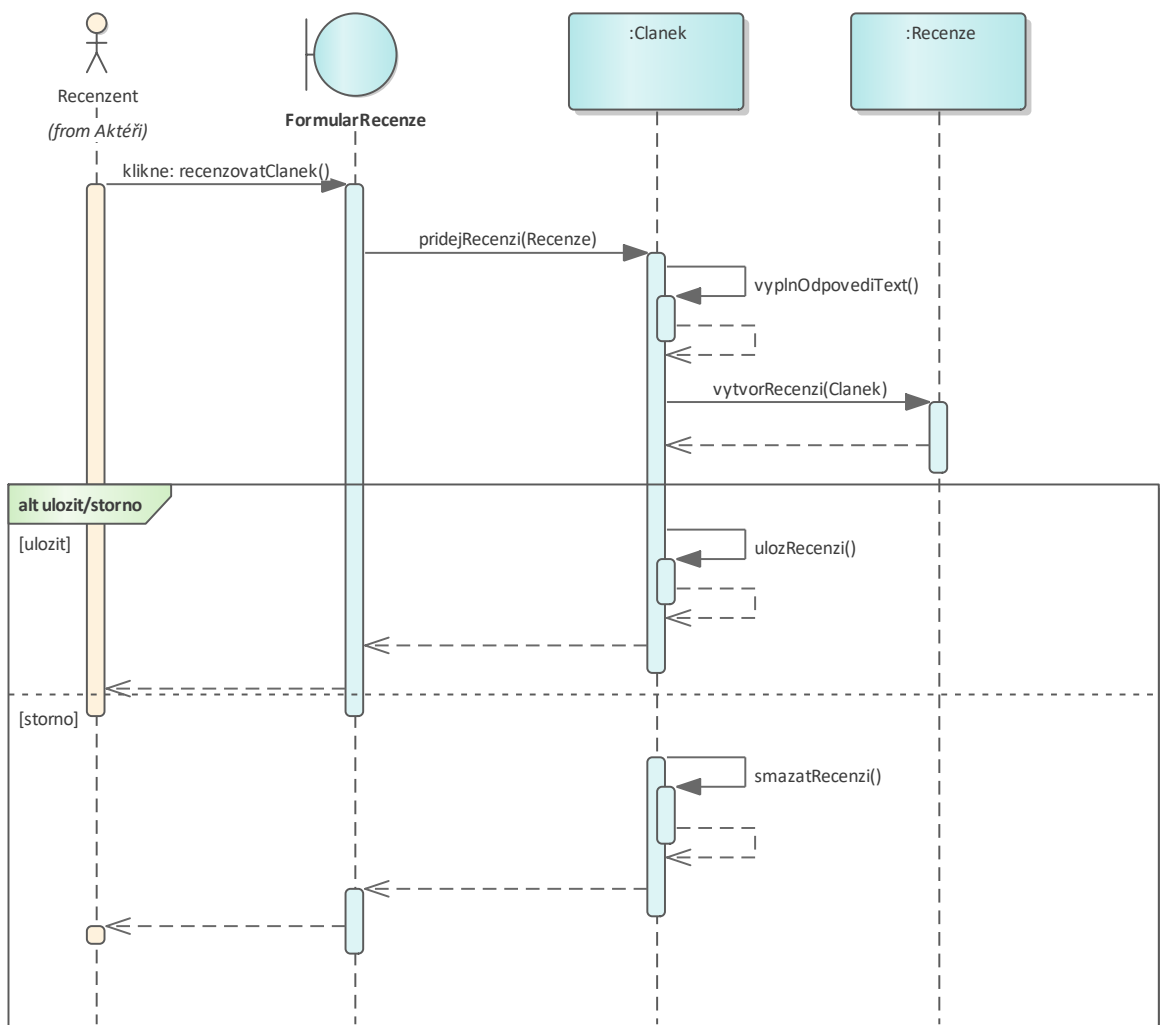 :Clanek
:Recenze
Recenzent
(from Aktéři)
FormularRecenze
klikne: recenzovatClanek()
pridejRecenzi(Recenze)
vyplnOdpovediText()
vytvorRecenzi(Clanek)
alt ulozit/storno
[ulozit]
ulozRecenzi()
[storno]
smazatRecenzi()